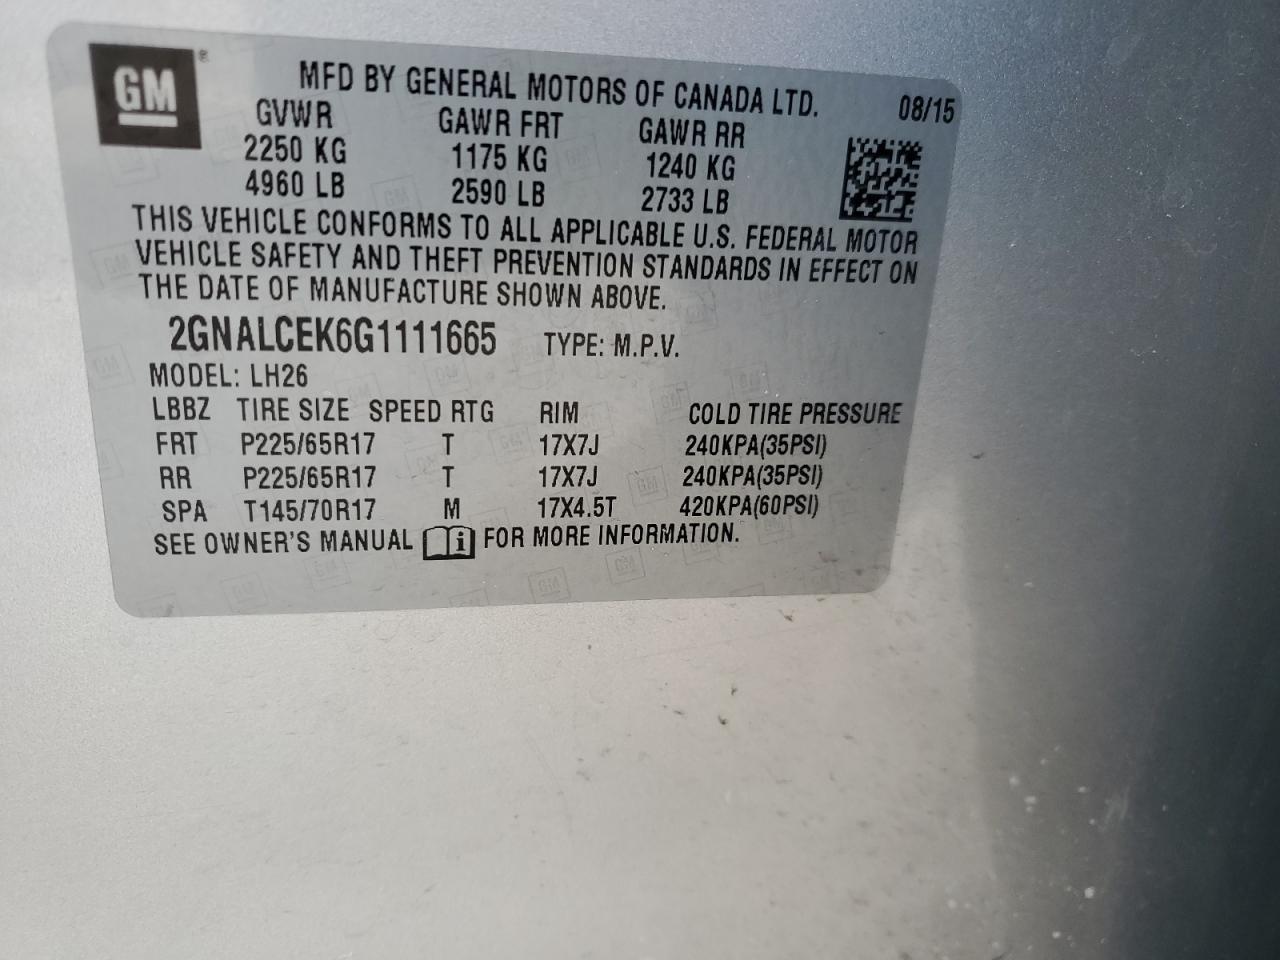 GM ®
MFD BY GENERAL MOTORS OF CANADA LTD. 08/15
GVWR GAWR FRT GAWR RR
2250 KG 1175 KG 1240 KG
4960 LB 2590 LB 2733 LB
THIS VEHICLE CONFORMS TO ALL APPLICABLE U.S. FEDERAL MOTOR
VEHICLE SAFETY AND THEFT PREVENTION STANDARDS IN EFFECT ON
THE DATE OF MANUFACTURE SHOWN ABOVE.
2GNALCEK6G1111665 TYPE: M.P.V.
MODEL: LH26
LBBZ TIRE SIZE SPEED RTG RIM COLD TIRE PRESSURE
FRT P225/65R17 T 17X7J 240KPA(35PSI)
RR P225/65R17 T 17X7J 240KPA(35PSI)
SPA T145/70R17 M 17X4.5T 420KPA(60PSI)
SEE OWNER'S MANUAL i FOR MORE INFORMATION.